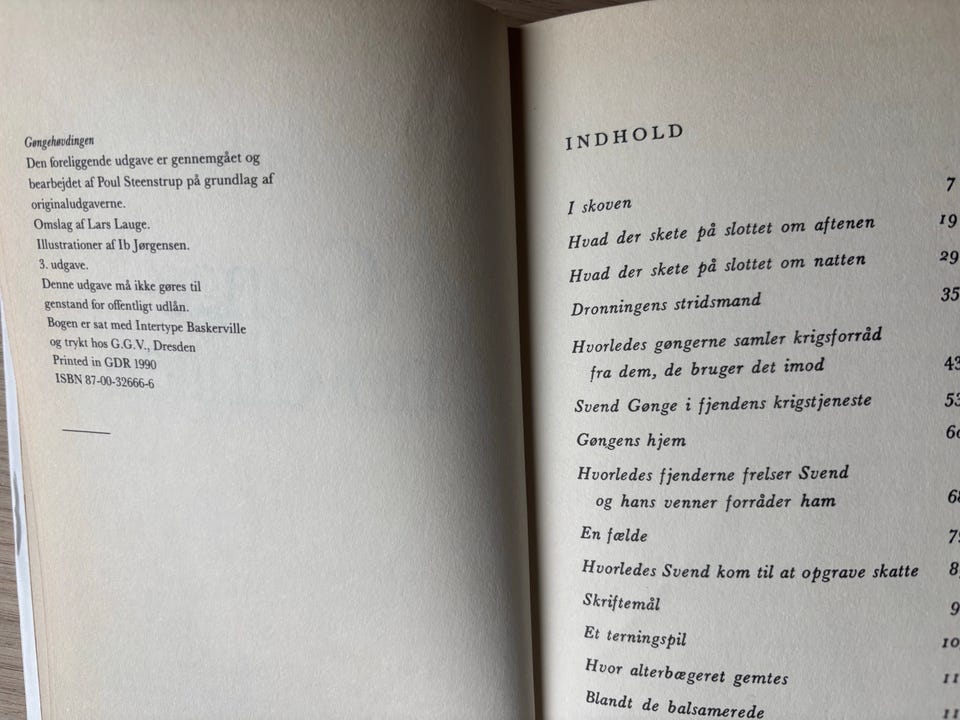 Gøngehøvdingen
Den foreliggende udgave er gennemgået og
bearbejdet af Poul Steenstrup på grundlag af
originaludgaverne.
Omslag af Lars Lauge.
Illustrationer af Ib Jørgensen.
3. udgave.
Denne udgave må ikke gøres til
genstand for offentligt udlån.
Bogen er sat med Intertype Baskerville
og trykt hos G.G.V., Dresden
Printed in GDR 1990
ISBN 87-00-32666-6
INDHOLD
I skoven 7
Hvad der skete på slottet om aftenen 19
Hvad der skete på slottet om natten 29
Dronningens stridsmand 35
Hvorledes gøngerne samler krigsforråd
fra dem, de bruger det imod 43
Svend Gønge i fjendens krigstjeneste 53
Gøngens hjem
Hvorledes fjenderne frelser Svend
og hans venner forråder ham 68
En fælde
Hvorledes Svend kom til at opgrave skatte
Skriftemål
Et terningspil
Hvor alterbægeret gemtes
Blandt de balsamerede